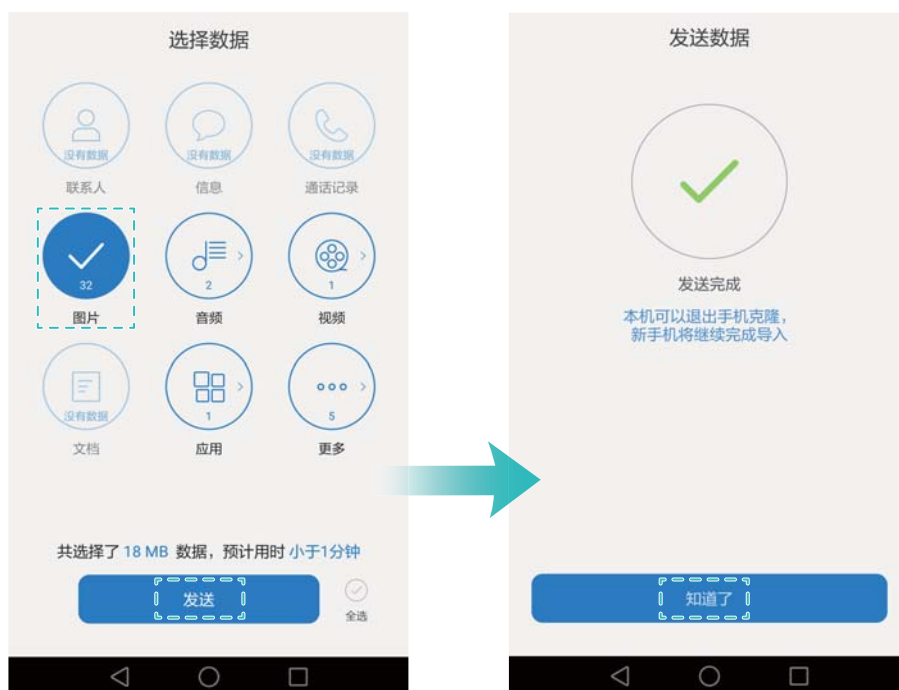 选择数据
没有数据
没有数据
没有数据
联系人
信息
通话记录
32
2
1
图片
音频
视频
没有数据
1
5
文档
应用
更多
共选择了 18 MB 数据，预计用时 小于1分钟
发送
全选
发送数据
发送完成
本机可以退出手机克隆，
新手机将继续完成导入
知道了